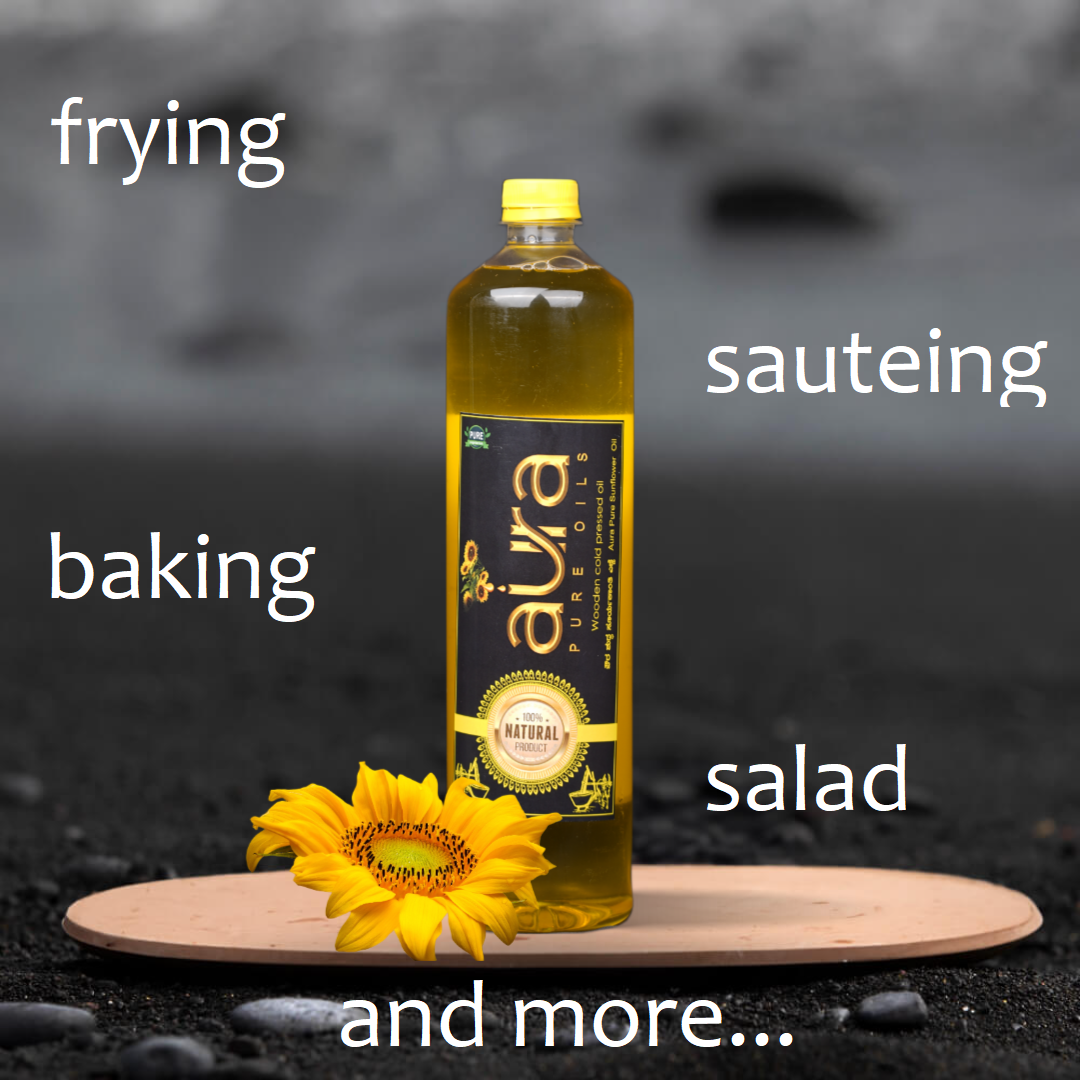 frying
sauteing
baking
salad
and more...
PURE
aura
PURE OILS
Wooden cold pressed oil
Aura Pure Sunflower Oil
100%
NATURAL
PRODUCT